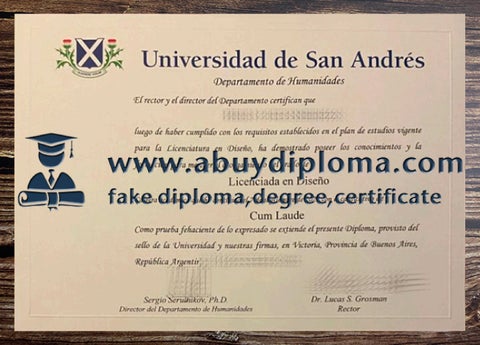 Universidad de San Andrés
Departamento de Humanidades
El rector y el director del Departamento certifican que
luego de haber cumplido con los requisitos establecidos en el plan de estudios vigente
para la Licenciatura en Diseño, ha demostrado poseer los conocimientos y la
www.abuydiploma.com
Licenciada en Diseño
fake diploma,degree,certificate
Cum Laude
Como prueba fehaciente de lo expresado se extiende el presente Diploma, provisto del
sello de la Universidad y nuestras firmas, en Victoria, Provincia de Buenos Aires,
República
Sergio Serulnikov, Ph.D.
Dr. Lucas S. Grosman
Director del Departamento de Humanidades
Rector